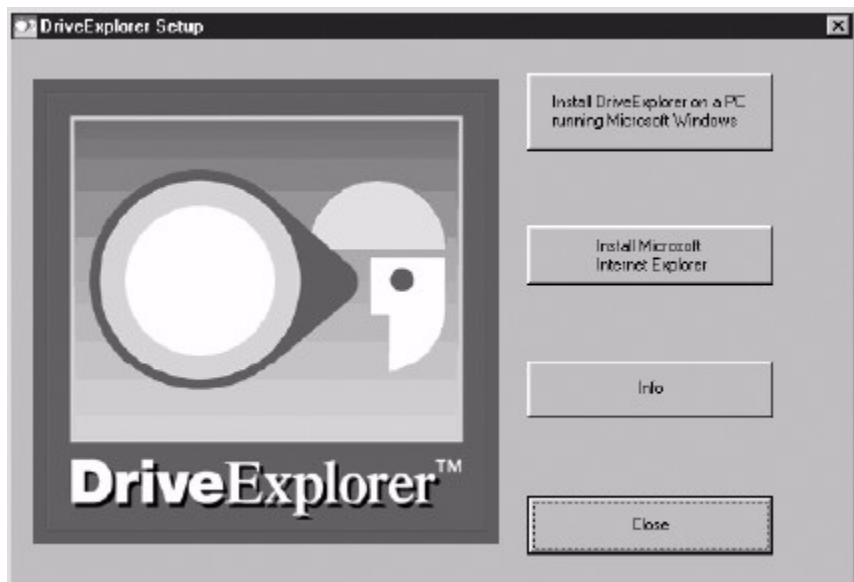 DriveExplorer Setup
Install DriveExplorer on a PC
running Microsoft Windows
Install Microsoft
Internet Explorer
Info
Close
DriveExplorer™